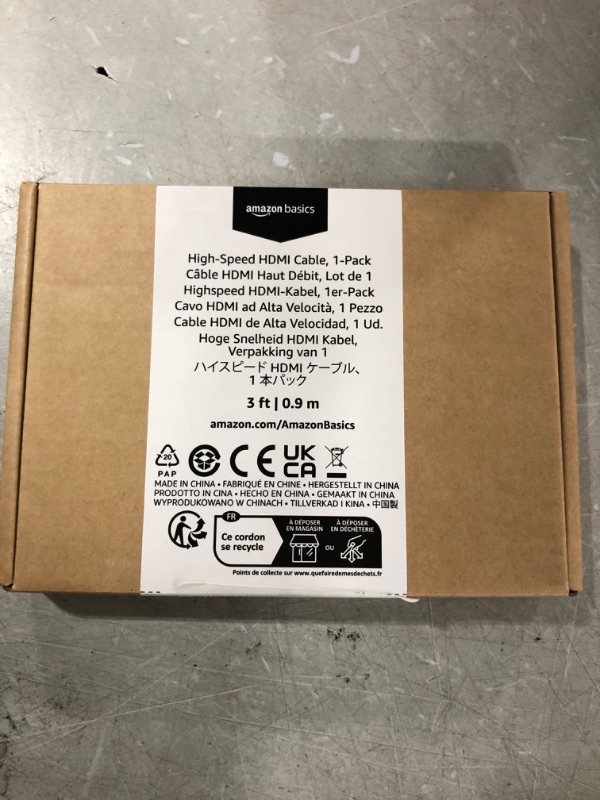 amazon basics
High-Speed HDMI Cable, 1-Pack
Câble HDMI Haut Débit, Lot de 1
Highspeed HDMI-Kabel, 1er-Pack
Cavo HDMI ad Alta Velocità, 1 Pezzo
Cable HDMI de Alta Velocidad, 1 Ud.
Hoge Snelheid HDMI Kabel,
Verpakking van 1
ハイスピード HDMI ケーブル、
1 本パック
3 ft | 0.9 m
amazon.com/AmazonBasics
20
PAP
CE
UK
CA
MADE IN CHINA • FABRIQUÉ EN CHINE • HERGESTELLT IN CHINA
PRODOTTO IN CINA • HECHO EN CHINA • GEMAAKT IN CHINA
WYPRODUKOWANO W CHINACH • TILLVERKAD I KINA • 中国製
FR
Ce cordon
se recycle
À DÉPOSER
EN MAGASIN
OU
À DÉPOSER
EN DÉCHÈTERIE
Points de collecte sur www.quefairedemesdechets.fr